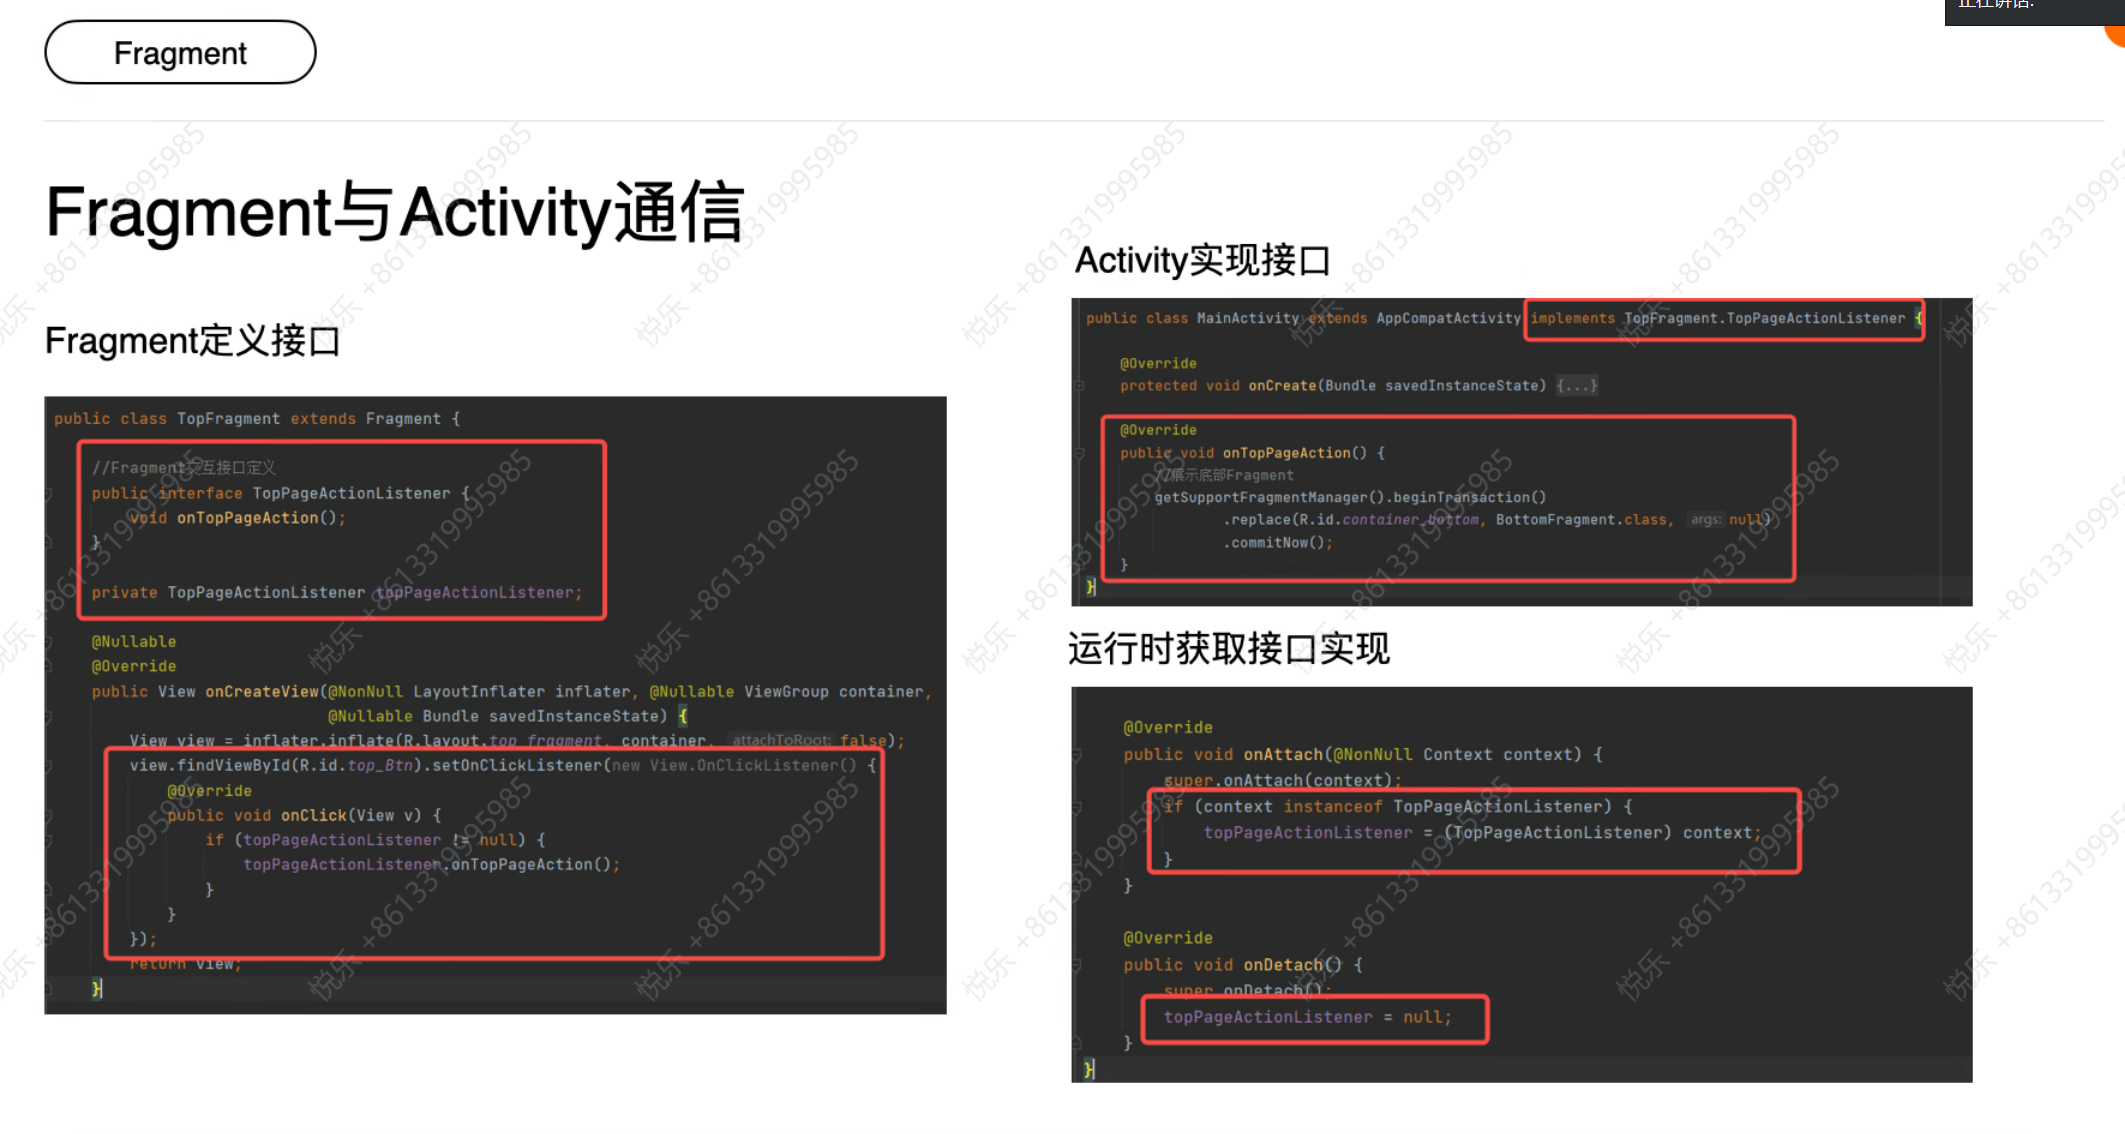 正在讲话:
Fragment
Fragment与Activity通信
Fragment定义接口
public class TopFragment extends Fragment {
//Fragment交互接口定义
public interface TopPageActionListener {
void onTopPageAction();
}
private TopPageActionListener topPageActionListener;
@Nullable
@Override
public View onCreateView(@NonNull LayoutInflater inflater, @Nullable ViewGroup container,
@Nullable Bundle savedInstanceState) {
View view = inflater.inflate(R.layout.top_fragment, container, attachToRoot: false);
view.findViewById(R.id.top_Btn).setOnClickListener(new View.OnClickListener() {
@Override
public void onClick(View v) {
if (topPageActionListener != null) {
topPageActionListener.onTopPageAction();
}
}
});
return view;
}
Activity实现接口
public class MainActivity extends AppCompatActivity implements TopFragment.TopPageActionListener {
@Override
protected void onCreate(Bundle savedInstanceState) {...}
@Override
public void onTopPageAction() {
//展示底部Fragment
getSupportFragmentManager().beginTransaction()
.replace(R.id.container_bottom, BottomFragment.class, args: null)
.commitNow();
}
}
运行时获取接口实现
@Override
public void onAttach(@NonNull Context context) {
super.onAttach(context);
if (context instanceof TopPageActionListener) {
topPageActionListener = (TopPageActionListener) context;
}
}
@Override
public void onDetach() {
super.onDetach();
topPageActionListener = null;
}
}
悦乐 +8613319995985